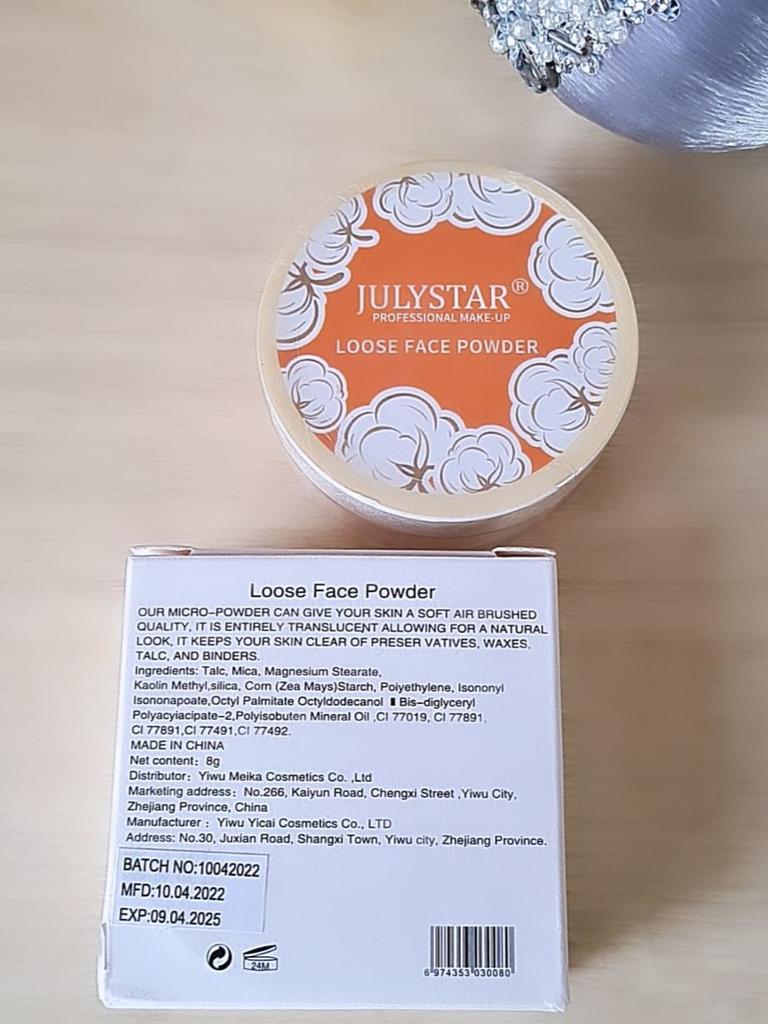 JULYSTAR®
PROFESSIONAL MAKE-UP
LOOSE FACE POWDER
Loose Face Powder
OUR MICRO-POWDER CAN GIVE YOUR SKIN A SOFT AIR BRUSHED
QUALITY, IT IS ENTIRELY TRANSLUCENT ALLOWING FOR A NATURAL
LOOK, IT KEEPS YOUR SKIN CLEAR OF PRESER VATIVES, WAXES,
TALC, AND BINDERS.
Ingredients: Talc, Mica, Magnesium Stearate,
Kaolin Methyl,silica, Corn (Zea Mays)Starch, Poiyethylene, Isononyl
Isononapoate,Octyl Palmitate Octyldodecanol ▮ Bis-diglyceryl
Polyacyiacipate-2,Polyisobuten Mineral Oil ,CI 77019, CI 77891,
CI 77891,CI 77491,CI 77492.
MADE IN CHINA
Net content: 8g
Distributor: Yiwu Meika Cosmetics Co. ,Ltd
Marketing address: No.266, Kaiyun Road, Chengxi Street ,Yiwu City,
Zhejiang Province, China
Manufacturer : Yiwu Yicai Cosmetics Co., LTD
Address: No.30, Juxian Road, Shangxi Town, Yiwu city, Zhejiang Province.
BATCH NO:10042022
MFD:10.04.2022
EXP:09.04.2025
24M
6 974353 030080